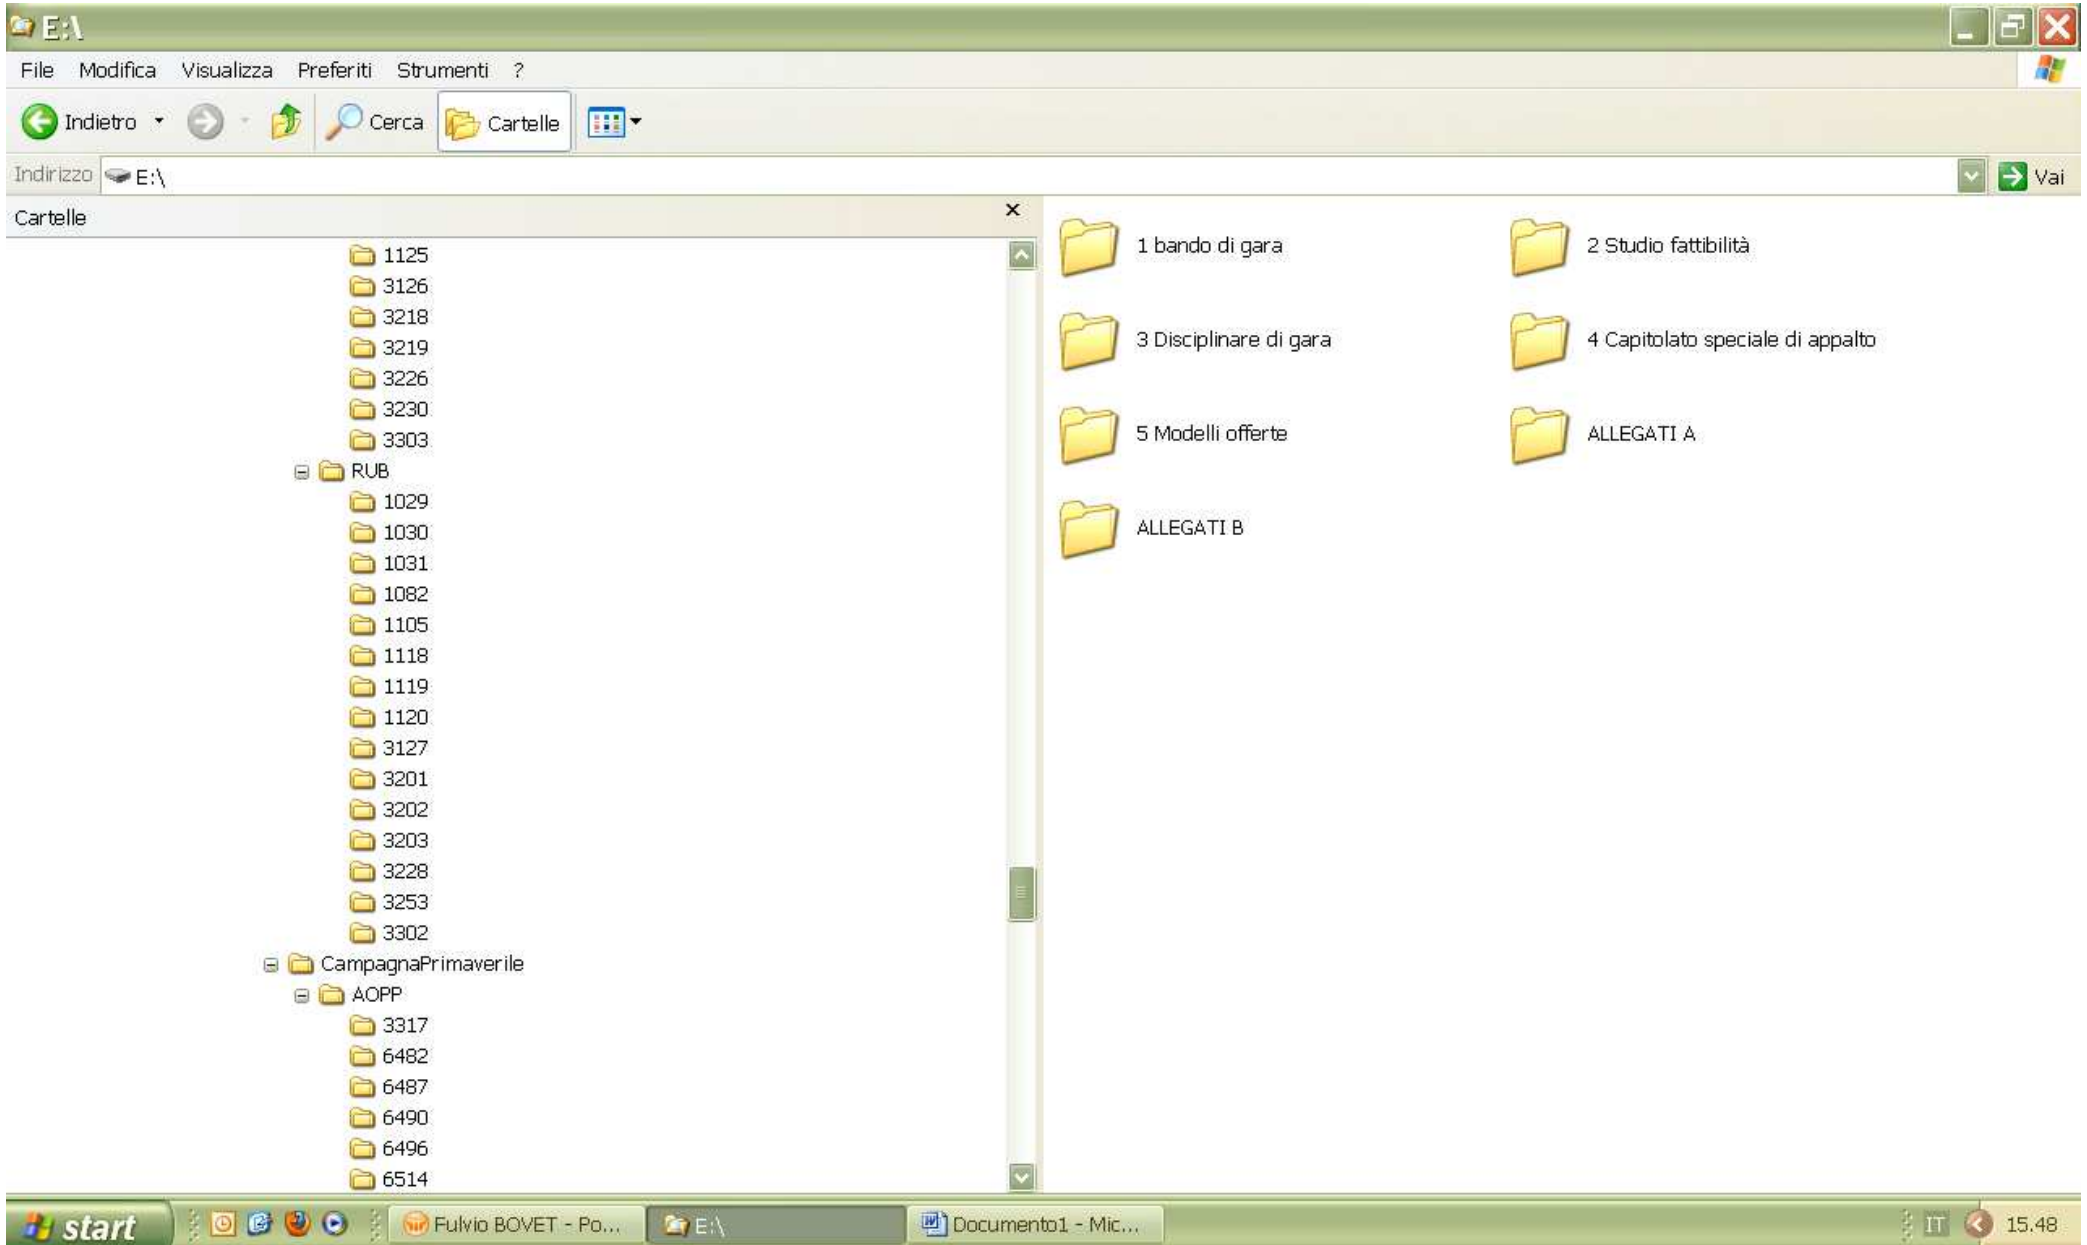 E:\
File Modifica Visualizza Preferiti Strumenti ?
Indietro Cerca Cartelle
Indirizzo E:\ Vai
Cartelle
1125
3126
3218
3219
3226
3230
3303
RUB
1029
1030
1031
1082
1105
1118
1119
1120
3127
3201
3202
3203
3228
3253
3302
CampagnaPrimaverile
AOPP
3317
6482
6487
6490
6496
6514
1 bando di gara
2 Studio fattibilità
3 Disciplinare di gara
4 Capitolato speciale di appalto
5 Modelli offerte
ALLEGATI A
ALLEGATI B
start Fulvio BOVET - Po... E:\ Documento1 - Mic... IT 15.48